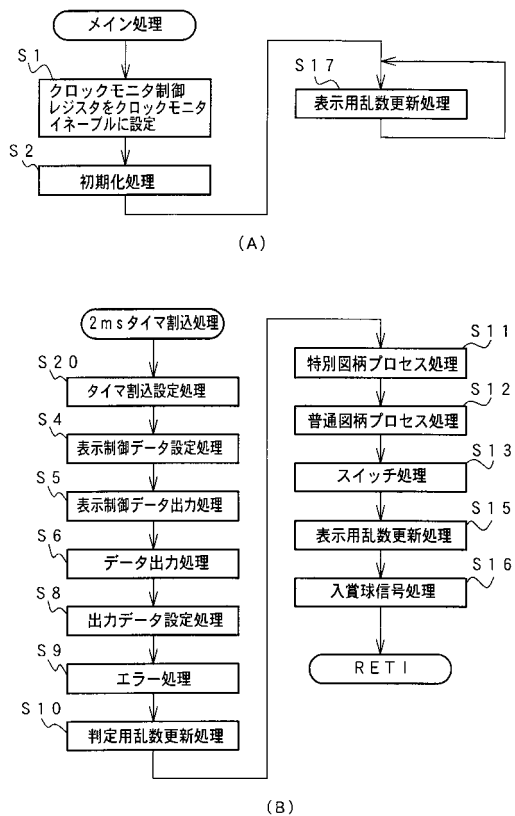 メイン処理
S1
クロックモニタ制御
レジスタをクロックモニタ
イネーブルに設定
S2
初期化処理
S17
表示用乱数更新処理
(A)
2msタイマ割込処理
S20
タイマ割込設定処理
S4
表示制御データ設定処理
S5
表示制御データ出力処理
S6
データ出力処理
S8
出力データ設定処理
S9
エラー処理
S10
判定用乱数更新処理
S11
特別図柄プロセス処理
S12
普通図柄プロセス処理
S13
スイッチ処理
S15
表示用乱数更新処理
S16
入賞球信号処理
RETI
(B)